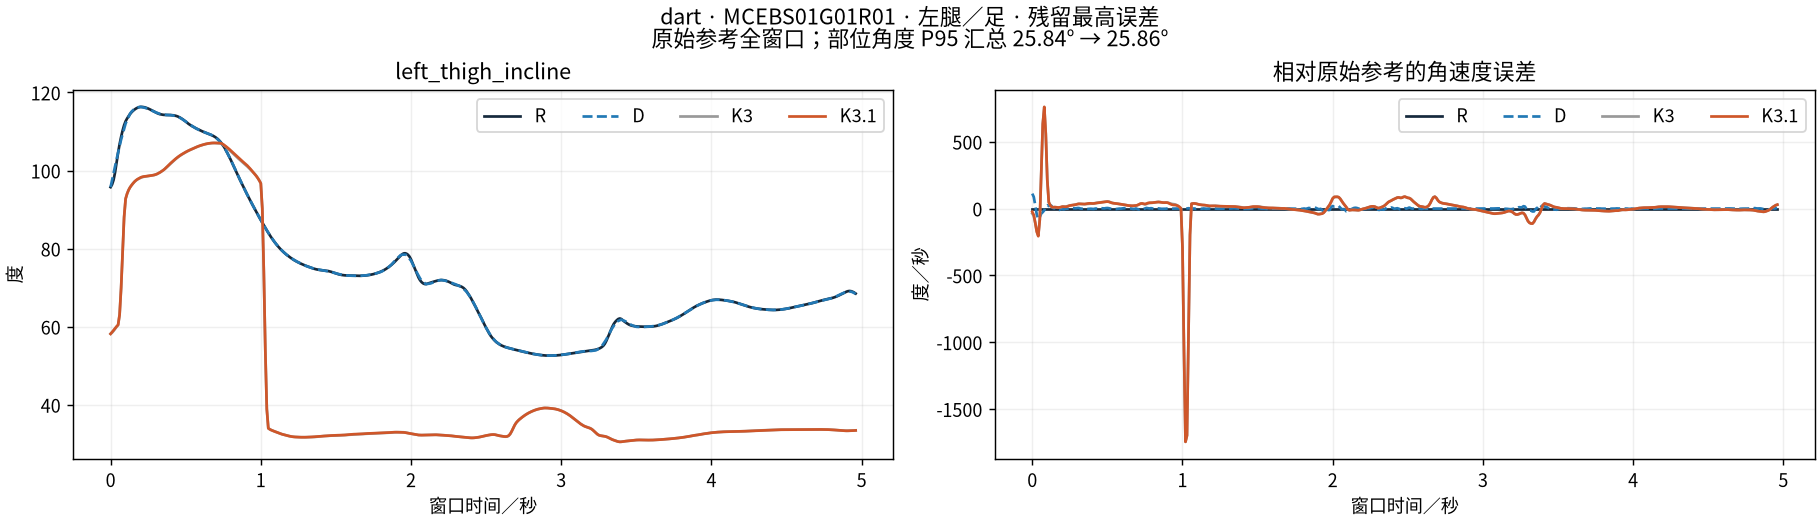 dart · MCEBS01G01R01 · 左腿／足 · 残留最高误差
原始参考全窗口；部位角度 P95 汇总 25.84° → 25.86°
left_thigh_incline
120
100
80
60
40
度
R
D
K3
K3.1
0
1
2
3
4
5
窗口时间／秒
相对原始参考的角速度误差
500
0
-500
-1000
-1500
度／秒
R
D
K3
K3.1
0
1
2
3
4
5
窗口时间／秒